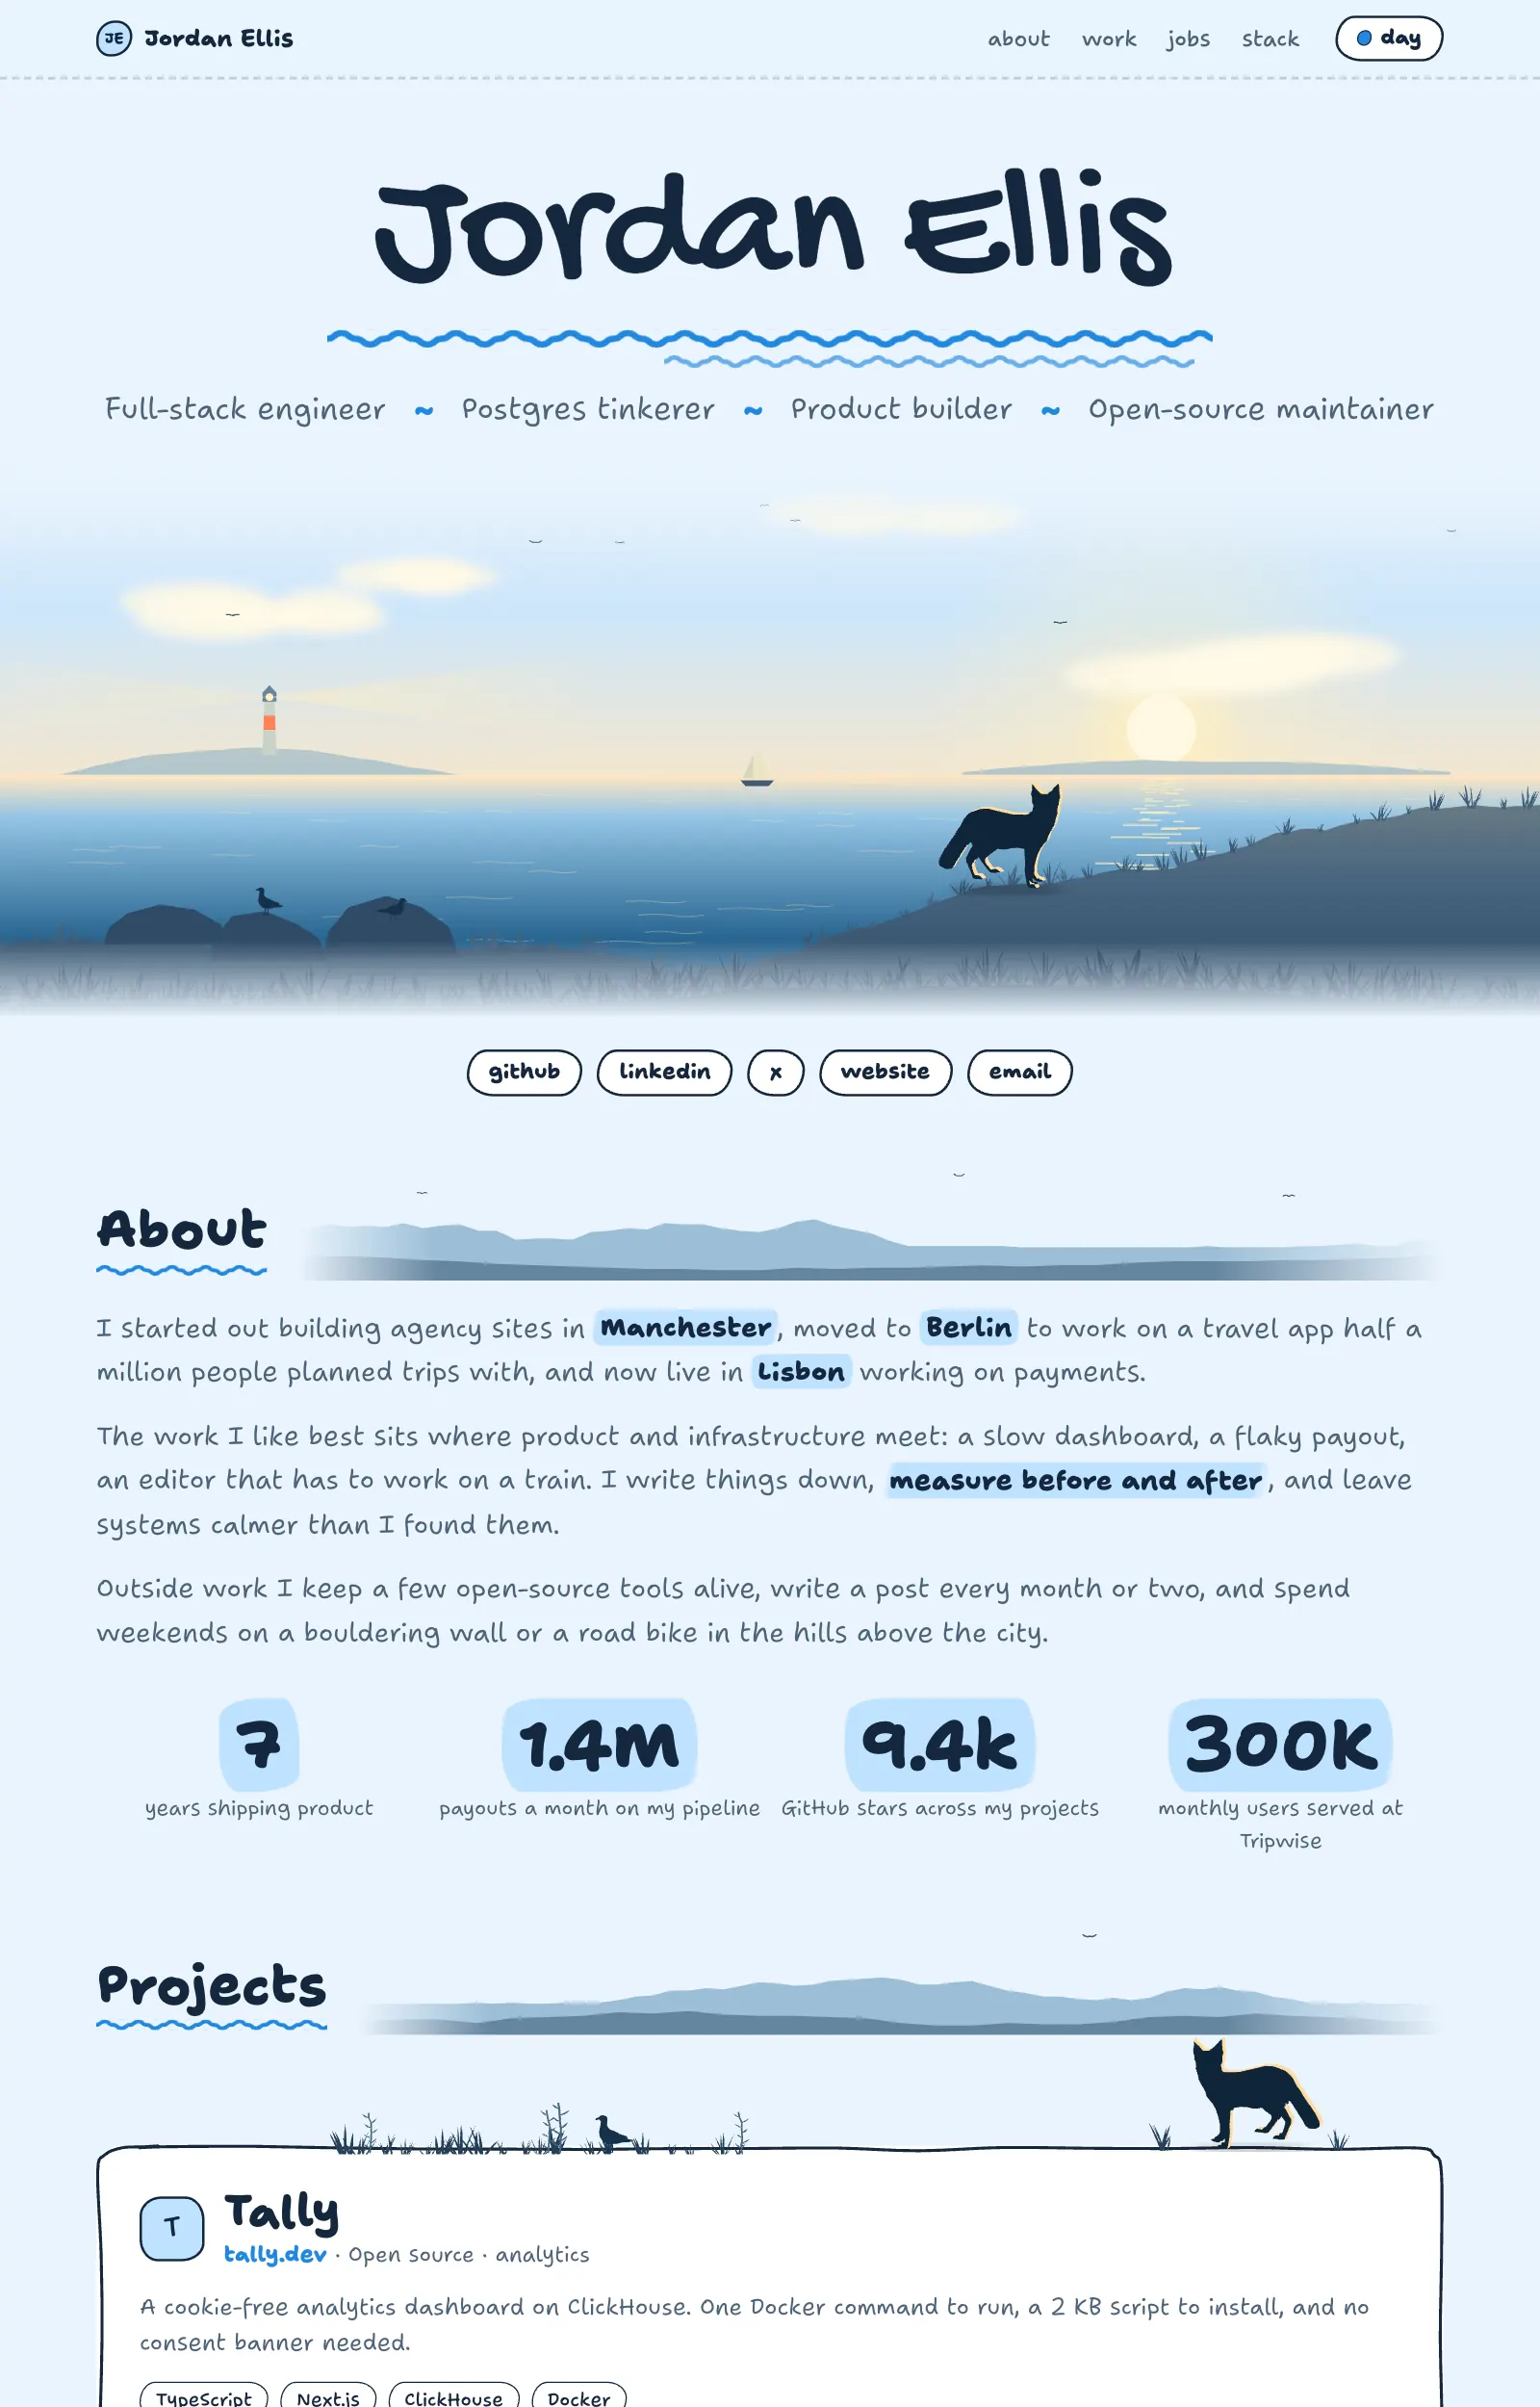 JE Jordan Ellis about work jobs stack day
Jordan Ellis
Full-stack engineer ~ Postgres tinkerer ~ Product builder ~ Open-source maintainer
github linkedin x website email
About
I started out building agency sites in Manchester, moved to Berlin to work on a travel app half a
million people planned trips with, and now live in Lisbon working on payments.
The work I like best sits where product and infrastructure meet: a slow dashboard, a flaky payout,
an editor that has to work on a train. I write things down, measure before and after, and leave
systems calmer than I found them.
Outside work I keep a few open-source tools alive, write a post every month or two, and spend
weekends on a bouldering wall or a road bike in the hills above the city.
7 1.4M 9.4k 300K
years shipping product payouts a month on my pipeline GitHub stars across my projects monthly users served at
Tripwise
Projects
T Tally
tally.dev · Open source · analytics
A cookie-free analytics dashboard on ClickHouse. One Docker command to run, a 2 KB script to install, and no
consent banner needed.
TypeScript Next.js ClickHouse Docker